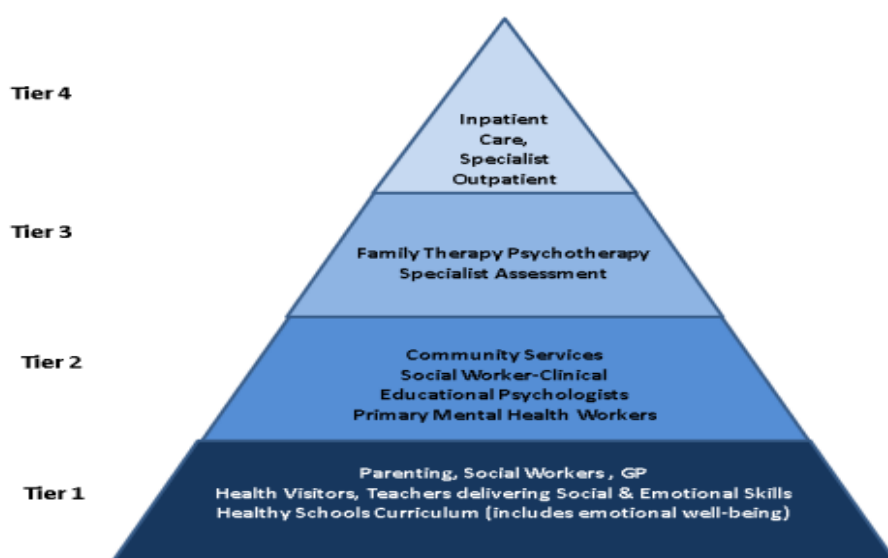 Tier 4
Inpatient
Care,
Specialist
Outpatient
Tier 3
Family Therapy Psychotherapy
Specialist Assessment
Tier 2
Community Services
Social Worker-Clinical
Educational Psychologists
Primary Mental Health Workers
Tier 1
Parenting, Social Workers , GP
Health Visitors, Teachers delivering Social & Emotional Skills
Healthy Schools Curriculum (includes emotional well-being)